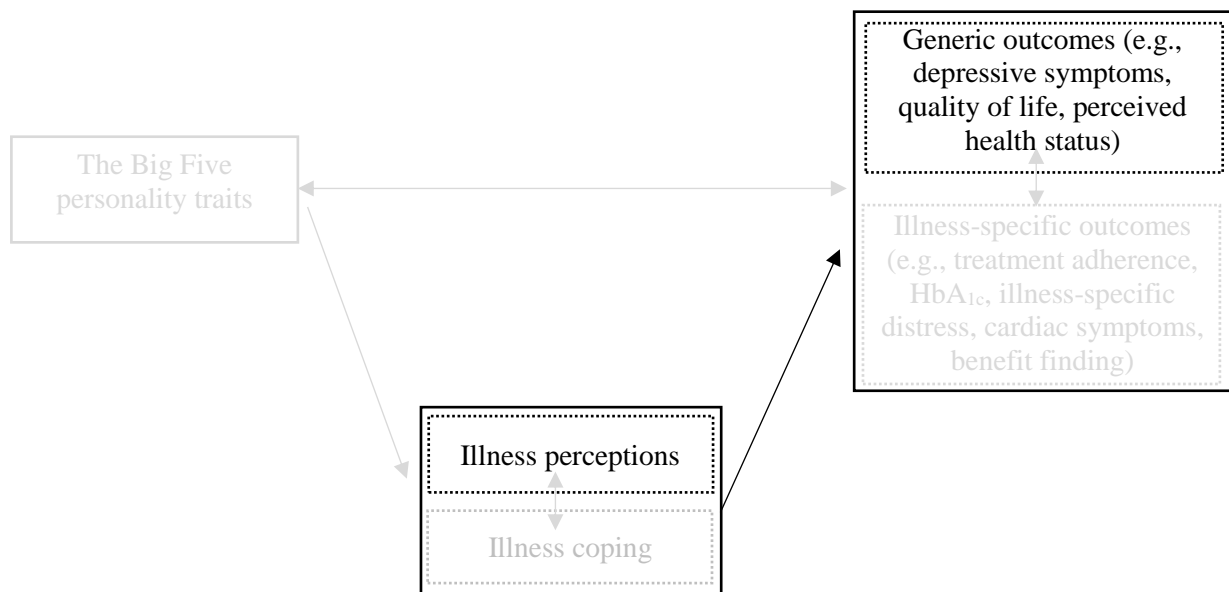 Generic outcomes (e.g.,
depressive symptoms,
quality of life, perceived
health status)
The Big Five
personality traits
Illness-specific outcomes
(e.g., treatment adherence,
HbA₁c, illness-specific
distress, cardiac symptoms,
benefit finding)
Illness perceptions
Illness coping